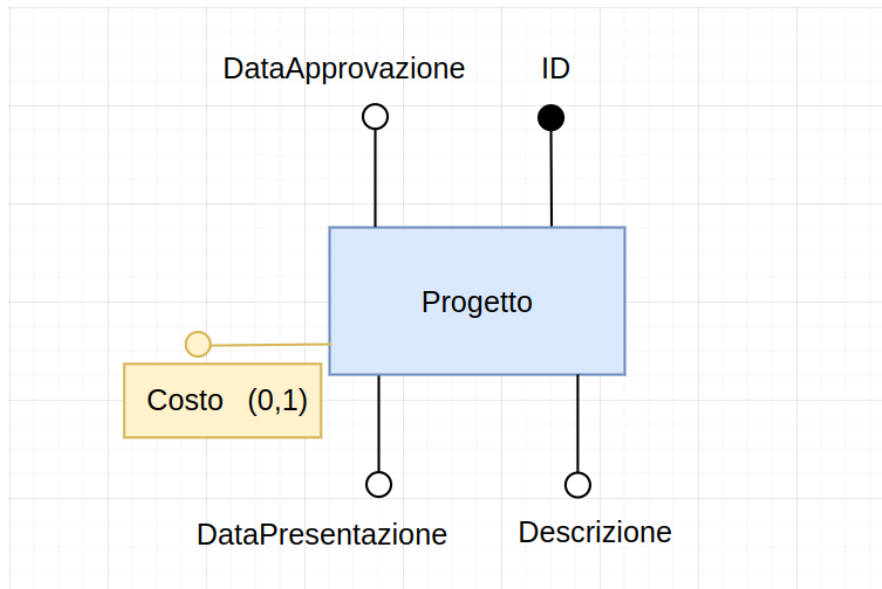 DataApprovazione ID
Progetto
Costo (0,1)
DataPresentazione Descrizione